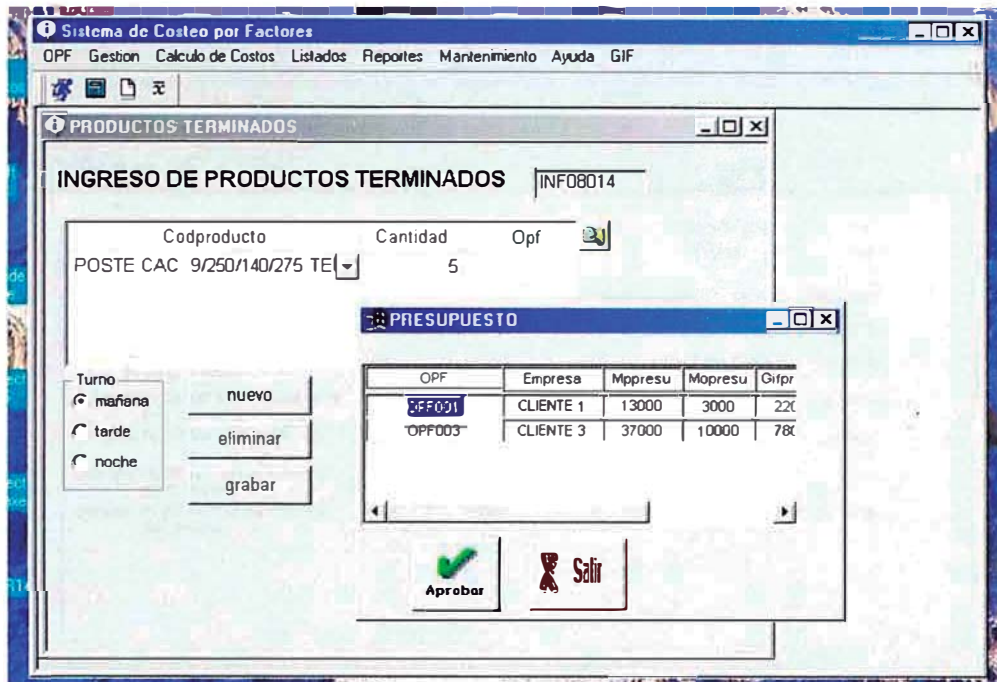 Sistema de Costeo por Factores
OPF Gestion Calculo de Costos Listados Reportes Mantenimiento Ayuda GIF
PRODUCTOS TERMINADOS
INGRESO DE PRODUCTOS TERMINADOS INF08014
Codproducto Cantidad Opf
POSTE CAC 9/250/140/275 TE 5
PRESUPUESTO
OPF Empresa Mppresu Mopresu Gifpr
OPF001 CLIENTE 1 13000 3000 220
OPF003 CLIENTE 3 37000 10000 780
Turno
mañana
tarde
noche
nuevo
eliminar
grabar
Aprobar
Salir